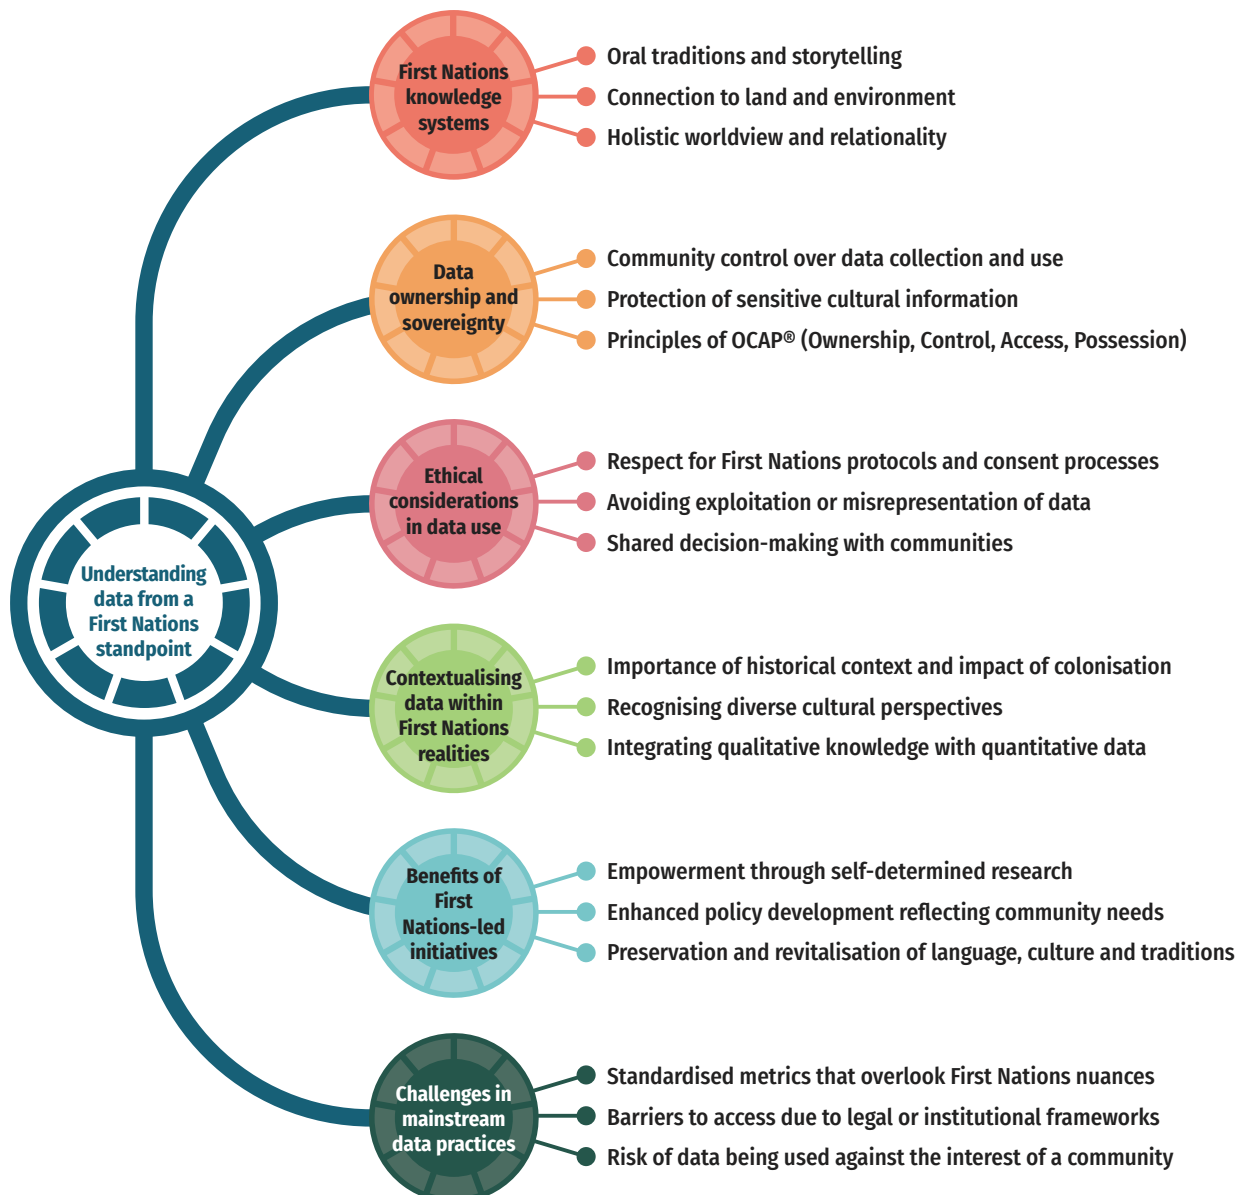 Understanding
data from a
First Nations
standpoint
First Nations
knowledge
systems
Oral traditions and storytelling
Connection to land and environment
Holistic worldview and relationality
Data
ownership and
sovereignty
Community control over data collection and use
Protection of sensitive cultural information
Principles of OCAP® (Ownership, Control, Access, Possession)
Ethical
considerations
in data use
Respect for First Nations protocols and consent processes
Avoiding exploitation or misrepresentation of data
Shared decision-making with communities
Contextualising
data within
First Nations
realities
Importance of historical context and impact of colonisation
Recognising diverse cultural perspectives
Integrating qualitative knowledge with quantitative data
Benefits of
First
Nations-led
initiatives
Empowerment through self-determined research
Enhanced policy development reflecting community needs
Preservation and revitalisation of language, culture and traditions
Challenges in
mainstream
data practices
Standardised metrics that overlook First Nations nuances
Barriers to access due to legal or institutional frameworks
Risk of data being used against the interest of a community